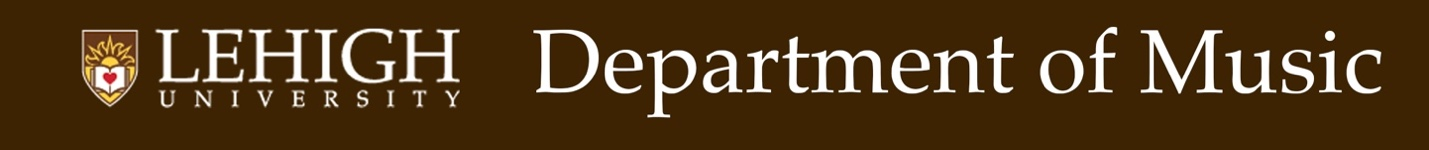 LEHIGH
UNIVERSITY
Department of Music